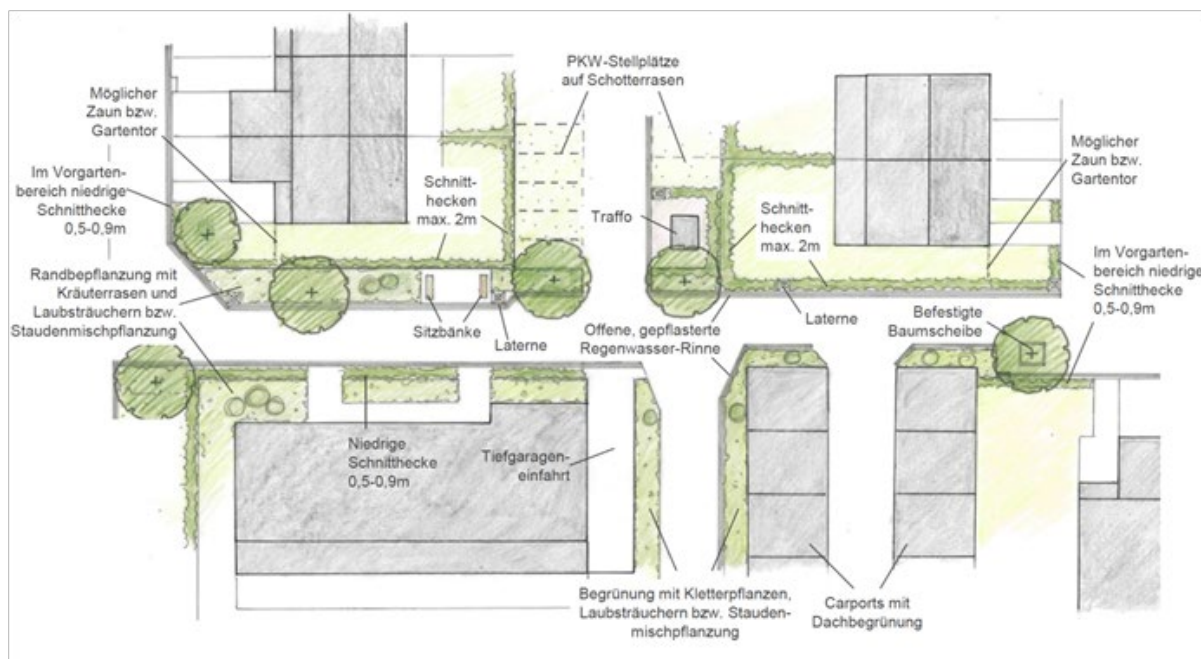 PKW-Stellplätze
auf Schotterrasen
Möglicher
Zaun bzw.
Gartentor
Im Vorgarten-
bereich niedrige
Schnitthecke
0,5-0,9m
Randbepflanzung mit
Kräuterrasen und
Laubsträuchern bzw.
Staudenmischpflanzung
Schnitt-
hecken
max. 2m
Sitzbänke
Laterne
Traffo
Schnitt-
hecken
max. 2m
Möglicher
Zaun bzw.
Gartentor
Im Vorgarten-
bereich niedrige
Schnitthecke
0,5-0,9m
Offene, gepflasterte
Regenwasser-Rinne
Laterne
Befestigte
Baumscheibe
Niedrige
Schnitthecke
0,5-0,9m
Tiefgaragen-
einfahrt
Begrünung mit Kletterpflanzen,
Laubsträuchern bzw. Stauden-
mischpflanzung
Carports mit
Dachbegrünung